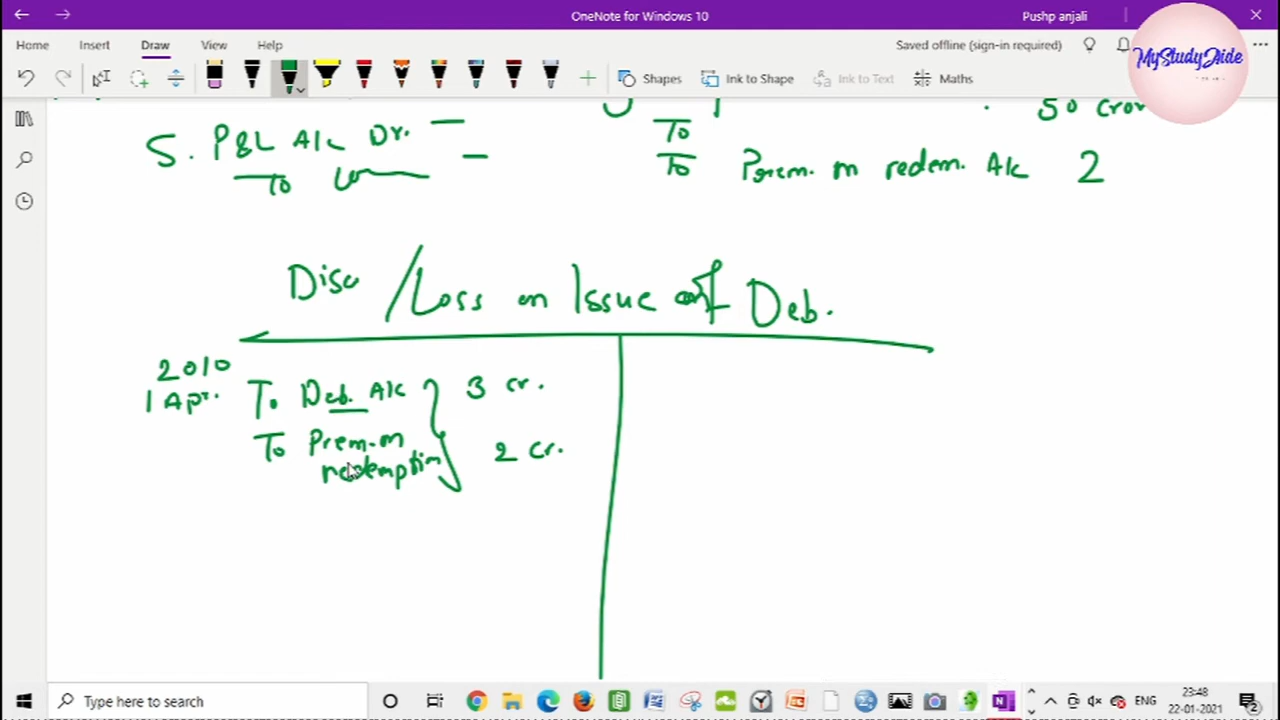 OneNote for Windows 10
Pushp anjali
Home Insert Draw View Help
Saved offline (sign-in required)
MyStudyAide
Shapes Ink to Shape Ink to Text Maths
50 cror
S. P&L A/c Dr. —
To
—
To
To Prem. on redem. A/c 2
Disc /Loss on Issue of Deb.
2010
1 Apr. To Deb. A/c 3 cr.
To Prem. on
redemption 2 cr.
Type here to search
ENG
23:48
22-01-2021
2